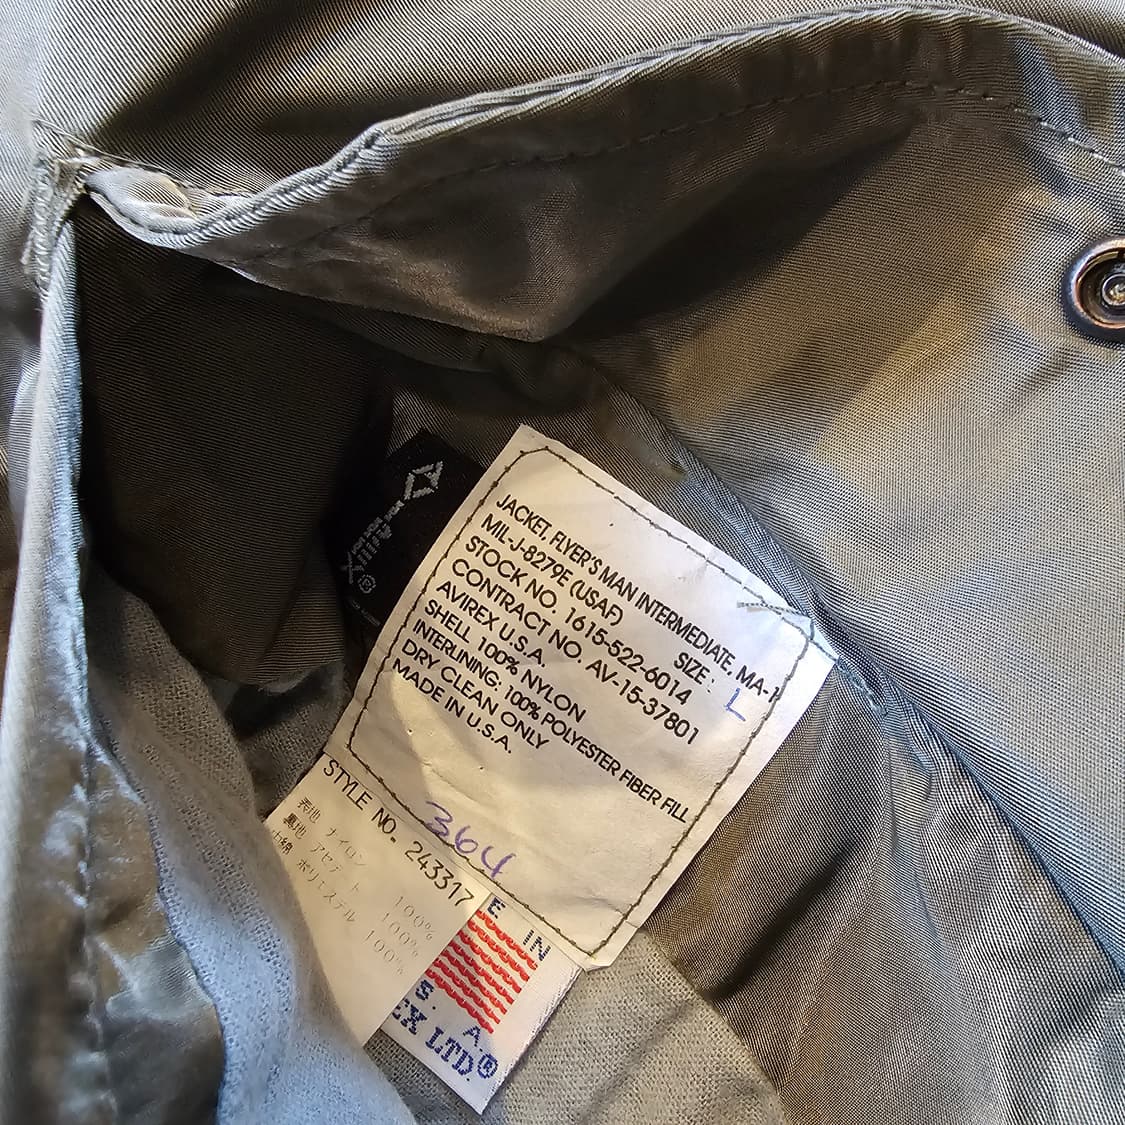 JACKET, FLYER'S MAN INTERMEDIATE, MA-1
MIL-J-8279E (USAF) SIZE: L
STOCK NO. 1615-522-6014
CONTRACT NO. AV-15-37801
AVIREX U.S.A.
SHELL 100% NYLON
INTERLINING: 100% POLYESTER FIBER FILL
DRY CLEAN ONLY
MADE IN U.S.A.
364
STYLE NO. 243317
表地 ナイロン 100%
裏地 アセテート 100%
中綿 ポリエステル 100%
E IN
S. A.
EX LTD.®